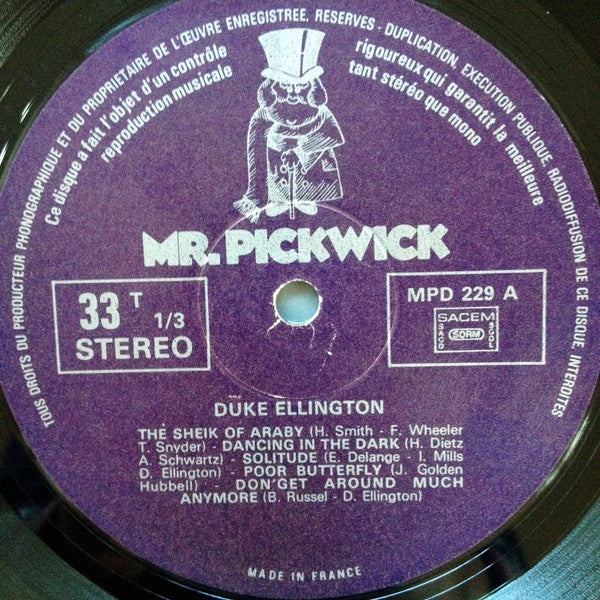 TOUS DROITS DU PRODUCTEUR PHONOGRAPHIQUE ET DU PROPRIETAIRE DE L'ŒUVRE ENREGISTREE, RESERVES - DUPLICATION, EXECUTION PUBLIQUE, RADIODIFFUSION DE CE DISQUE, INTERDITES
Ce disque a fait l'objet d'un contrôle
rigoureux qui garantit la meilleure
reproduction musicale
tant stéréo que mono
MR. PICKWICK
33 T 1/3
STEREO
MPD 229 A
SACEM
SACD SDRM SGDL
DUKE ELLINGTON
THE SHEIK OF ARABY (H. Smith - F. Wheeler
T. Snyder) - DANCING IN THE DARK (H. Dietz
A. Schwartz) - SOLITUDE (E. Delange - I. Mills
D. Ellington) - POOR BUTTERFLY (J. Golden
Hubbell) - DON'GET AROUND MUCH
ANYMORE (B. Russel - D. Ellington)
MADE IN FRANCE